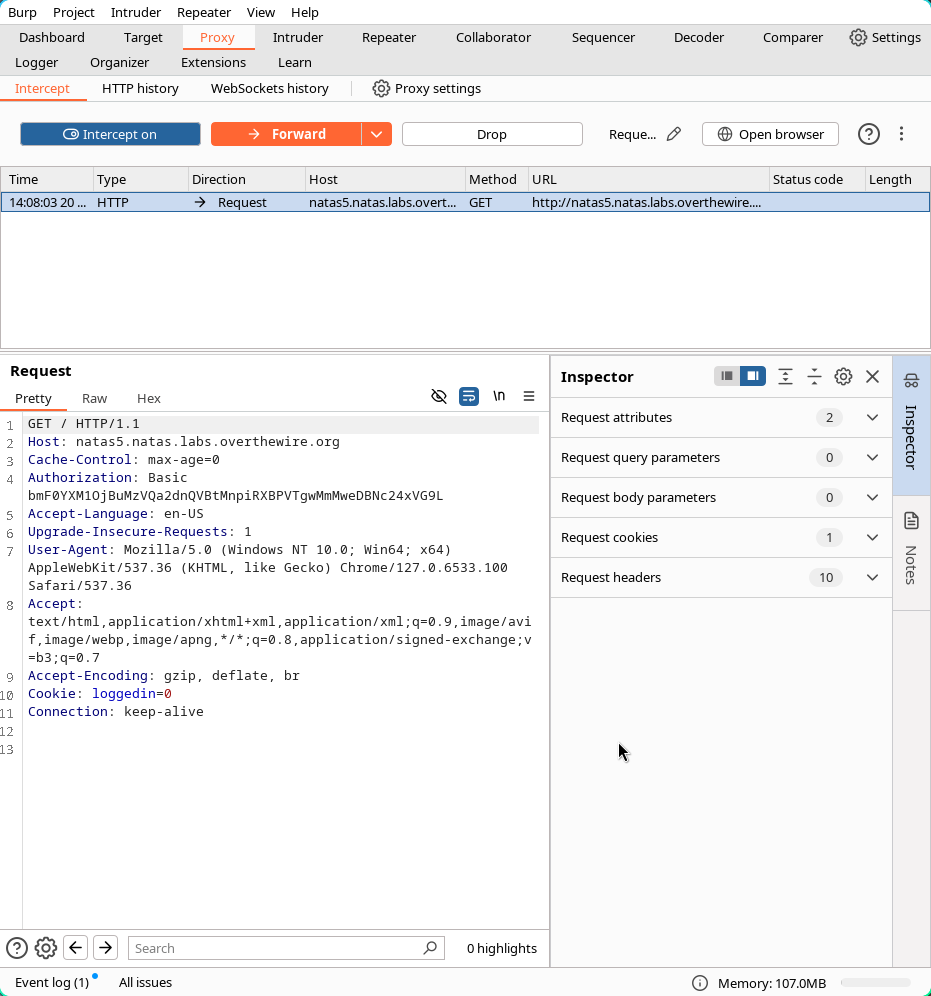 Burp Project Intruder Repeater View Help
Dashboard Target Proxy Intruder Repeater Collaborator Sequencer Decoder Comparer Settings
Logger Organizer Extensions Learn
Intercept HTTP history WebSockets history Proxy settings
Intercept on Forward Drop Reque... Open browser
Time Type Direction Host Method URL Status code Length
14:08:03 20 ... HTTP Request natas5.natas.labs.overt... GET http://natas5.natas.labs.overthewire....
Request
Pretty Raw Hex \n
1 GET / HTTP/1.1
2 Host: natas5.natas.labs.overthewire.org
3 Cache-Control: max-age=0
4 Authorization: Basic
bmF0YXM1OjBuMzVQa2dnQVBtMnpiRXBPVTgwMmMweDBNc24xVG9L
5 Accept-Language: en-US
6 Upgrade-Insecure-Requests: 1
7 User-Agent: Mozilla/5.0 (Windows NT 10.0; Win64; x64)
AppleWebKit/537.36 (KHTML, like Gecko) Chrome/127.0.6533.100
Safari/537.36
8 Accept:
text/html,application/xhtml+xml,application/xml;q=0.9,image/avi
f,image/webp,image/apng,*/*;q=0.8,application/signed-exchange;v
=b3;q=0.7
9 Accept-Encoding: gzip, deflate, br
10 Cookie: loggedin=0
11 Connection: keep-alive
12
13
Search 0 highlights
Inspector
Request attributes 2
Request query parameters 0
Request body parameters 0
Request cookies 1
Request headers 10
Inspector
Notes
Event log (1) All issues Memory: 107.0MB